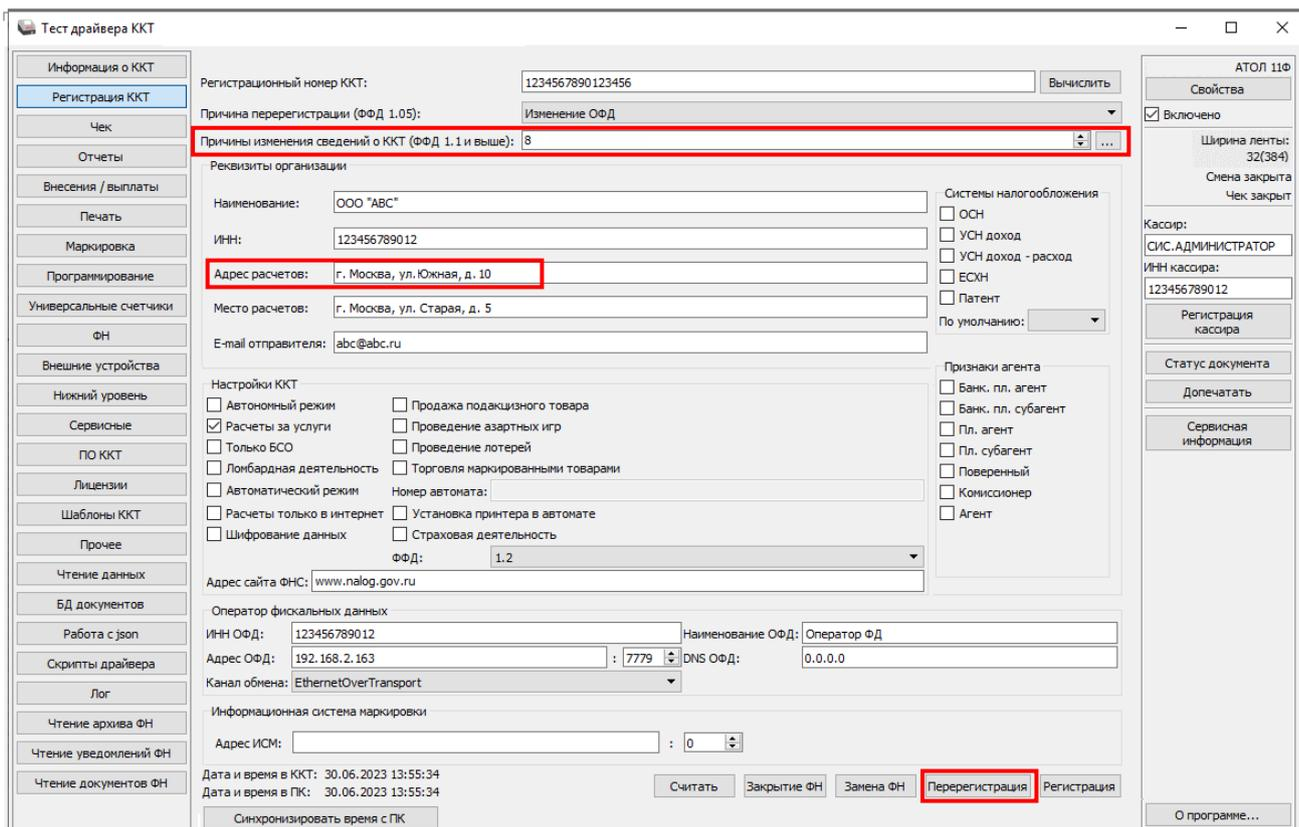 Тест драйвера ККТ
Информация о ККТ
Регистрация ККТ
Чек
Отчеты
Внесения / выплаты
Печать
Маркировка
Программирование
Универсальные счетчики
ФН
Внешние устройства
Нижний уровень
Сервисные
ПО ККТ
Лицензии
Шаблоны ККТ
Прочее
Чтение данных
БД документов
Работа с json
Скрипты драйвера
Лог
Чтение архива ФН
Чтение уведомлений ФН
Чтение документов ФН
Регистрационный номер ККТ: 1234567890123456 Вычислить
Причина перерегистрации (ФФД 1.05): Изменение ОФД
Причины изменения сведений о ККТ (ФФД 1.1 и выше): 8 ...
Реквизиты организации
Наименование: ООО "АВС"
ИНН: 123456789012
Адрес расчетов: г. Москва, ул.Южная, д. 10
Место расчетов: г. Москва, ул. Старая, д. 5
E-mail отправителя: abc@abc.ru
Системы налогообложения
ОСН
УСН доход
УСН доход - расход
ЕСХН
Патент
По умолчанию:
Настройки ККТ
Автономный режим Продажа подакцизного товара
Расчеты за услуги Проведение азартных игр
Только БСО Проведение лотерей
Ломбардная деятельность Торговля маркированными товарами
Автоматический режим Номер автомата:
Расчеты только в интернет Установка принтера в автомате
Шифрование данных Страховая деятельность
ФФД: 1.2
Адрес сайта ФНС: www.nalog.gov.ru
Признаки агента
Банк. пл. агент
Банк. пл. субагент
Пл. агент
Пл. субагент
Поверенный
Комиссионер
Агент
Оператор фискальных данных
ИНН ОФД: 123456789012 Наименование ОФД: Оператор ФД
Адрес ОФД: 192.168.2.163 : 7779 DNS ОФД: 0.0.0.0
Канал обмена: EthernetOverTransport
Информационная система маркировки
Адрес ИСМ: : 0
Дата и время в ККТ: 30.06.2023 13:55:34
Дата и время в ПК: 30.06.2023 13:55:34
Считать Закрытие ФН Замена ФН Перерегистрация Регистрация
Синхронизировать время с ПК
АТОЛ 11Ф
Свойства
Включено
Ширина ленты:
32(384)
Смена закрыта
Чек закрыт
Кассир:
СИС.АДМИНИСТРАТОР
ИНН кассира:
123456789012
Регистрация
кассира
Статус документа
Допечатать
Сервисная
информация
О программе...